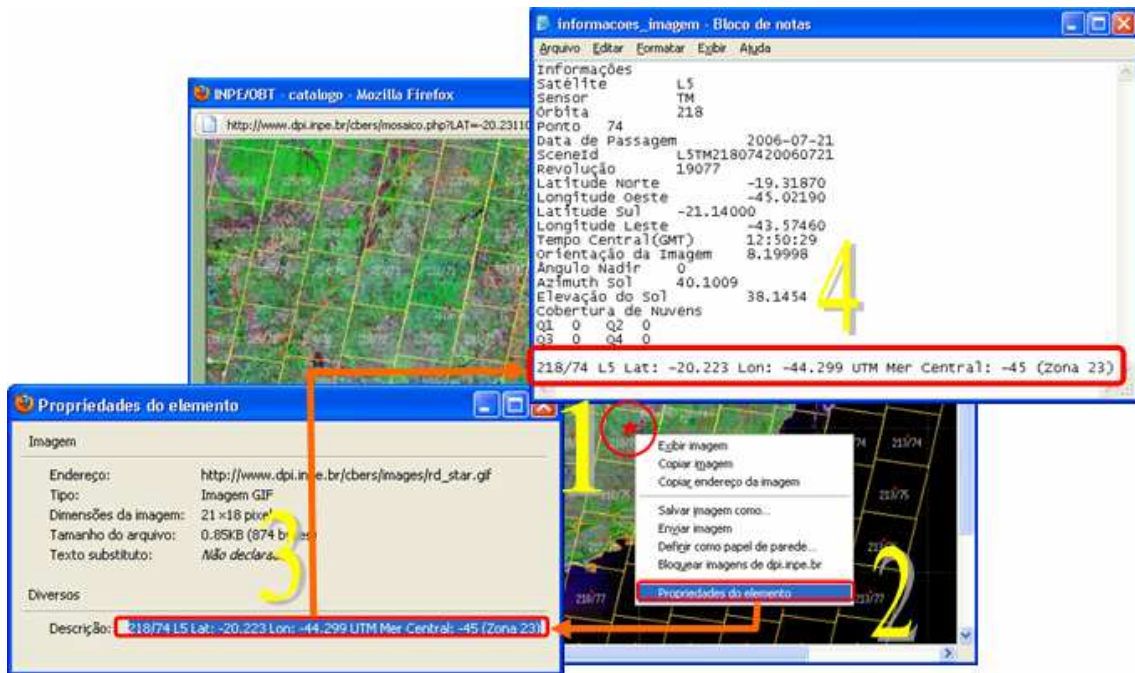 informacoes_imagem - Bloco de notas
Arquivo Editar Formatar Exibir Ajuda
Informações
Satélite L5
Sensor TM
Órbita 218
Ponto 74
Data de Passagem 2006-07-21
SceneId L5TM21807420060721
Revolução 19077
Latitude Norte -19.31870
Longitude Oeste -45.02190
Latitude Sul -21.14000
Longitude Leste -43.57460
Tempo Central(GMT) 12:50:29
Orientação da Imagem 8.19998
Ângulo Nadir 0
Azimuth Sol 40.1009
Elevação do Sol 38.1454
Cobertura de Nuvens
Q1 0 Q2 0
Q3 0 Q4 0
218/74 L5 Lat: -20.223 Lon: -44.299 UTM Mer Central: -45 (Zona 23)
4
INPE/OBT - catalogo - Mozilla Firefox
http://www.dpi.inpe.br/cbers/mosaico.php?LAT=-20.23110
Propriedades do elemento
Imagem
Endereço: http://www.dpi.inpe.br/cbers/images/rd_star.gif
Tipo: Imagem GIF
Dimensões da imagem: 21 ×18
Tamanho do arquivo: 0.85KB (874
Texto substituto: Não
3
Diversos
Descrição: 218/74 L5 Lat: -20.223 Lon: -44.299 UTM Mer Central: -45 (Zona 23)
1
Exibir imagem
Copiar imagem
Copiar endereço da imagem
Salvar imagem como...
Enviar imagem
Definir como papel de parede...
Bloquear imagens de dpi.inpe.br
Propriedades do elemento
2
213/74
213/75
218/77
213/77